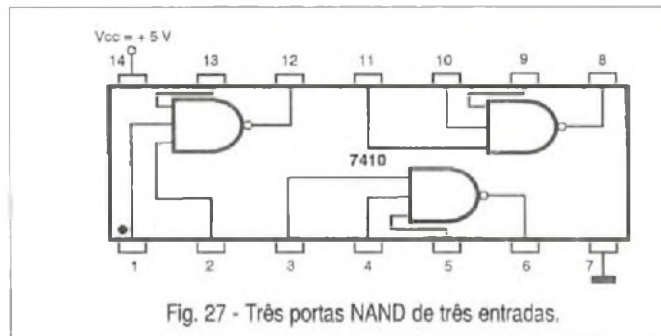 Vcc = + 5 V
14 13 12 11 10 9 8
7410
1 2 3 4 5 6 7
Fig. 27 - Três portas NAND de três entradas.